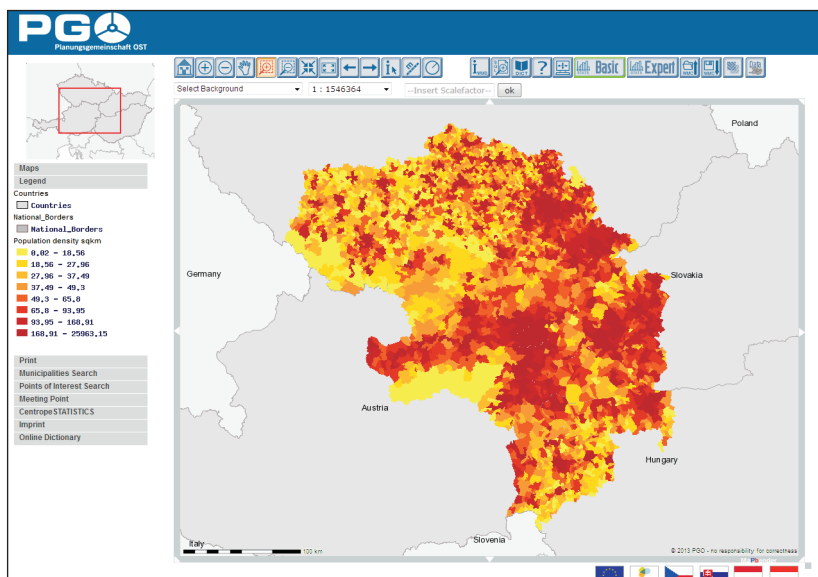 PGO
Planungsgemeinschaft OST
Basic
Expert
Select Background
1 : 1546364
--Insert Scalefactor--
ok
Maps
Legend
Countries
Countries
National_Borders
National_Borders
Population density sqkm
0,02 - 18,56
18,56 - 27,96
27,96 - 37,49
37,49 - 49,3
49,3 - 65,8
65,8 - 93,95
93,95 - 168,91
168,91 - 25963,15
Print
Municipalities Search
Points of Interest Search
Meeting Point
CentropeSTATISTICS
Imprint
Online Dictionary
Poland
Germany
Slovakia
Austria
Hungary
Italy
Slovenia
100 km
© 2013 PGO - no responsibility for correctness